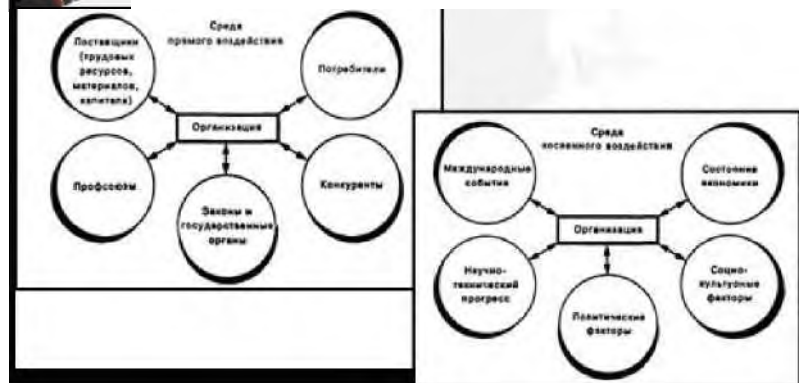 Среда
прямого воздействия
Поставщики
(трудовых
ресурсов,
материалов,
капитала)
Потребители
Организация
Профсоюзы
Конкуренты
Законы и
государственные
органы
Среда
косвенного воздействия
Международные
события
Состояние
экономики
Организация
Научно-
технический
прогресс
Социо-
культурные
факторы
Политические
факторы